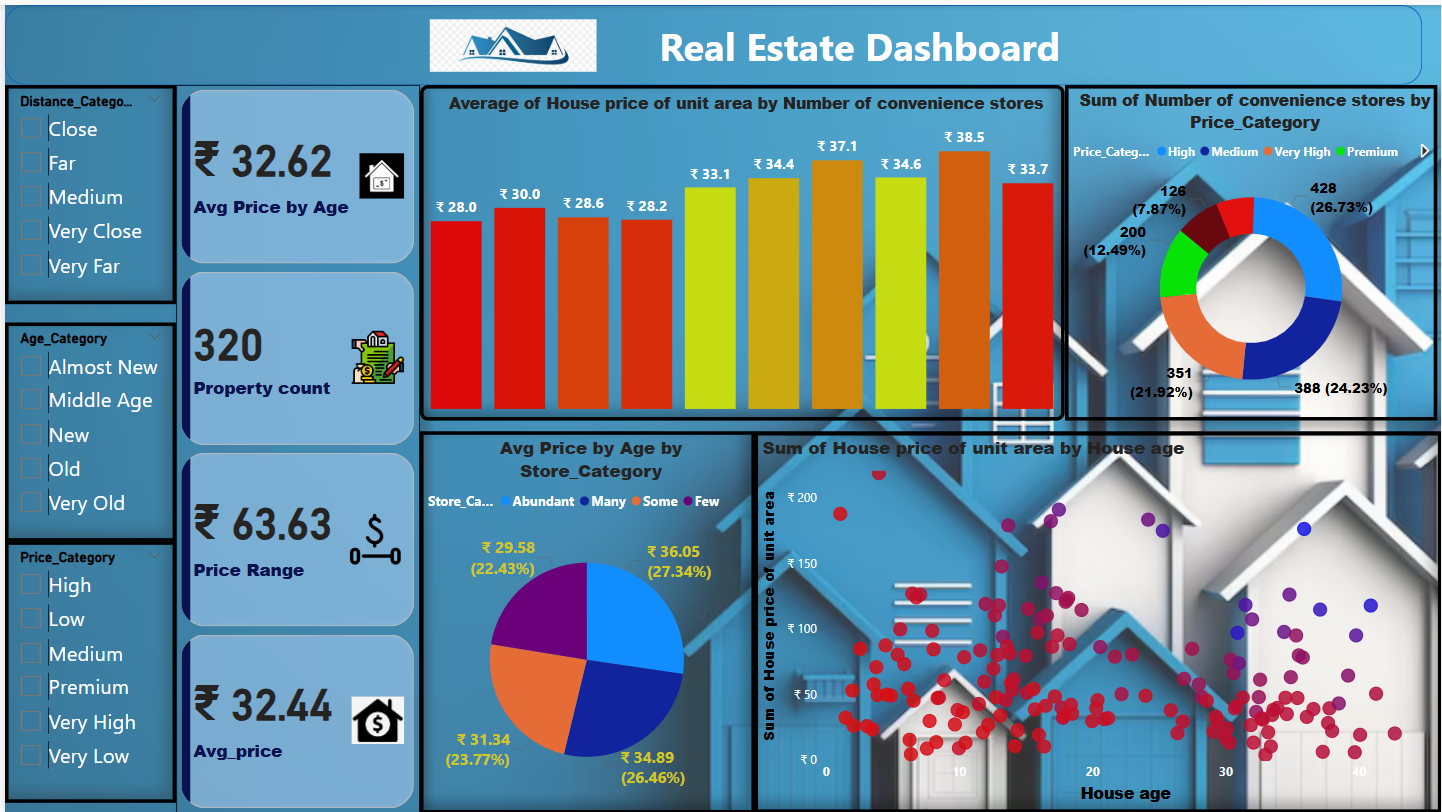 Real Estate Dashboard
Distance_Catego...
Close
Far
Medium
Very Close
Very Far
Age_Category
Almost New
Middle Age
New
Old
Very Old
Price_Category
High
Low
Medium
Premium
Very High
Very Low
₹ 32.62
Avg Price by Age
320
Property count
₹ 63.63
Price Range
₹ 32.44
Avg_price
Average of House price of unit area by Number of convenience stores
₹ 28.0
₹ 30.0
₹ 28.6
₹ 28.2
₹ 33.1
₹ 34.4
₹ 37.1
₹ 34.6
₹ 38.5
₹ 33.7
Sum of Number of convenience stores by
Price_Category
Price_Categ... High Medium Very High Premium
428
(26.73%)
388 (24.23%)
351
(21.92%)
200
(12.49%)
126
(7.87%)
Avg Price by Age by
Store_Category
Store_Ca... Abundant Many Some Few
₹ 36.05
(27.34%)
₹ 34.89
(26.46%)
₹ 31.34
(23.77%)
₹ 29.58
(22.43%)
Sum of House price of unit area by House age
Sum of House price of unit area
₹ 200
₹ 150
₹ 100
₹ 50
₹ 0
0 10 20 30 40
House age